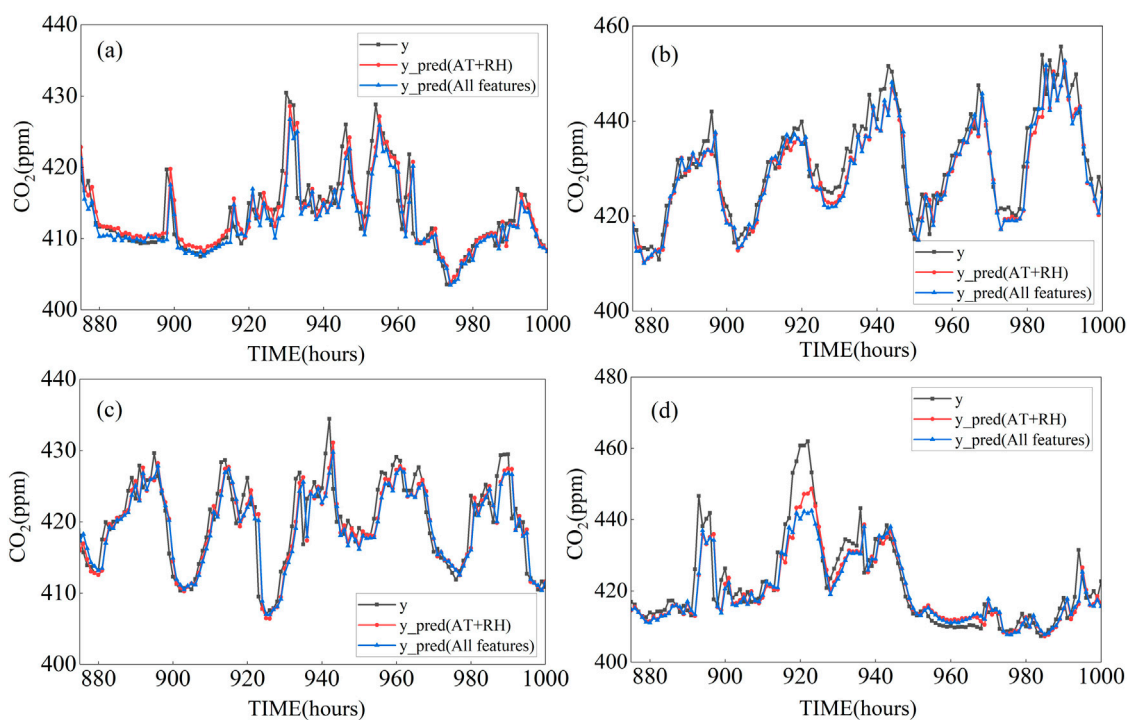 (a)
y
y_pred(AT+RH)
y_pred(All features)
CO2(ppm)
440
430
420
410
400
880 900 920 940 960 980 1000
TIME(hours)
(b)
y
y_pred(AT+RH)
y_pred(All features)
CO2(ppm)
460
440
420
400
880 900 920 940 960 980 1000
TIME(hours)
(c)
y
y_pred(AT+RH)
y_pred(All features)
CO2(ppm)
440
430
420
410
400
880 900 920 940 960 980 1000
TIME(hours)
(d)
y
y_pred(AT+RH)
y_pred(All features)
CO2(ppm)
480
460
440
420
400
880 900 920 940 960 980 1000
TIME(hours)